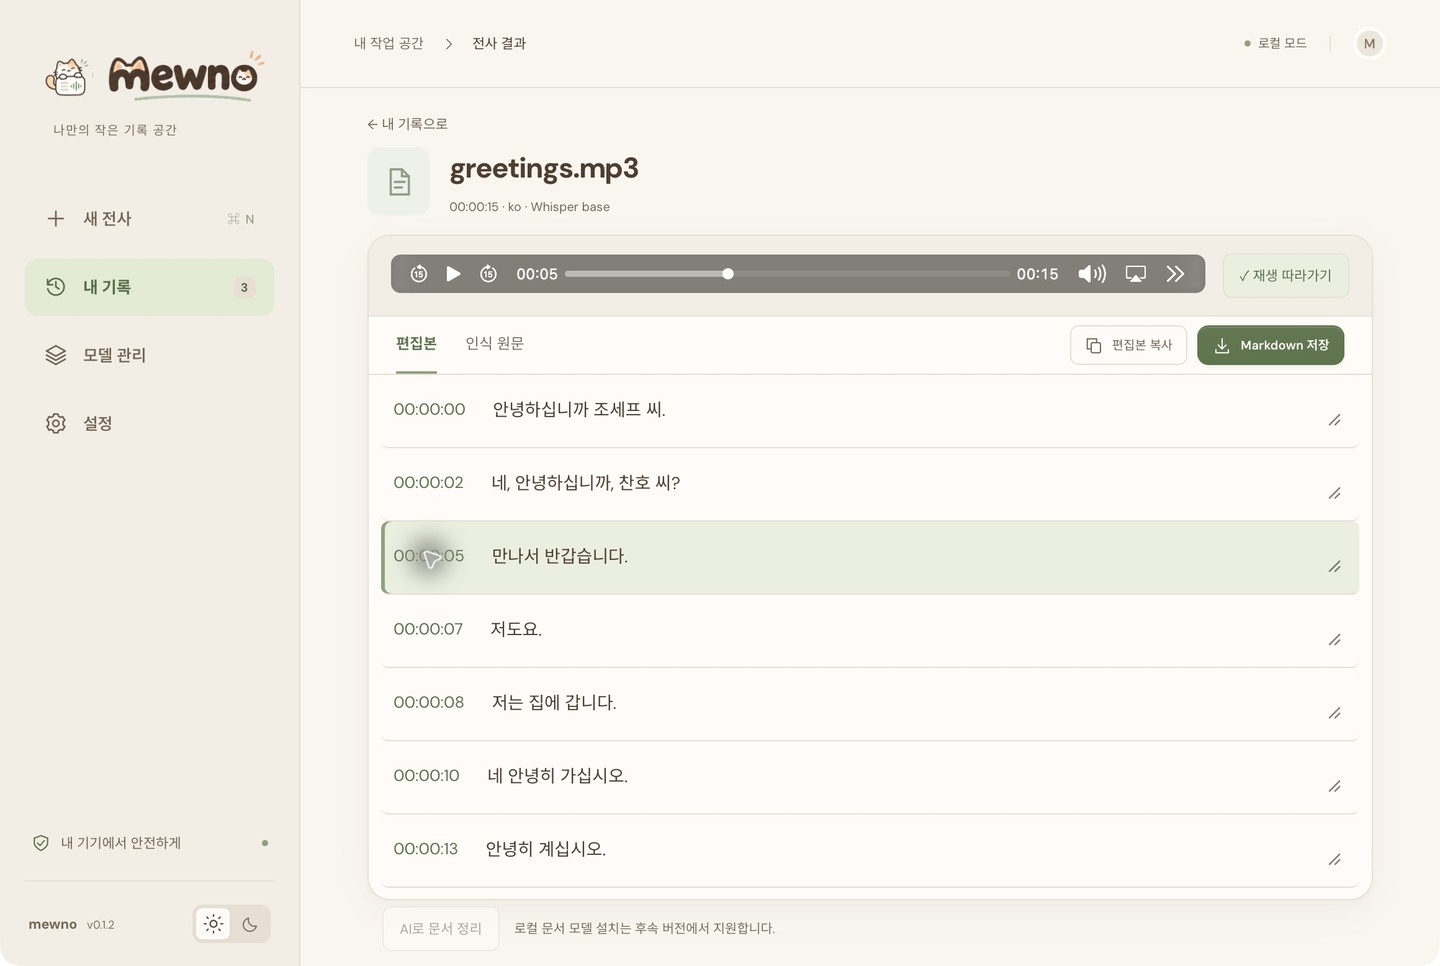 mewno
나만의 작은 기록 공간
새 전사 ⌘ N
내 기록 3
모델 관리
설정
내 기기에서 안전하게
mewno v0.1.2
내 작업 공간 > 전사 결과
로컬 모드 M
← 내 기록으로
greetings.mp3
00:00:15 · ko · Whisper base
15 15 00:05 00:15 ✓ 재생 따라가기
편집본 인식 원문 편집본 복사 Markdown 저장
00:00:00 안녕하십니까 조세프 씨.
00:00:02 네, 안녕하십니까, 찬호 씨?
00:00:05 만나서 반갑습니다.
00:00:07 저도요.
00:00:08 저는 집에 갑니다.
00:00:10 네 안녕히 가십시오.
00:00:13 안녕히 계십시오.
AI로 문서 정리 로컬 문서 모델 설치는 후속 버전에서 지원합니다.